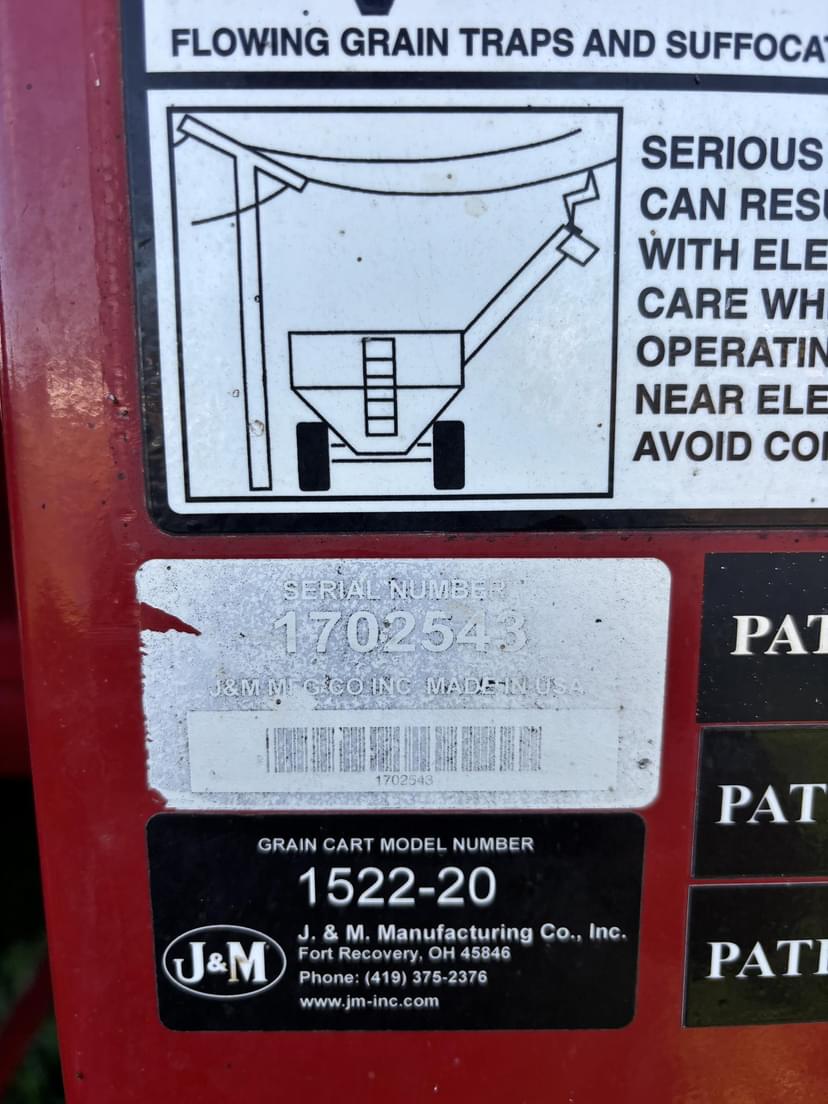 FLOWING GRAIN TRAPS AND SUFFOCAT
SERIOUS
CAN RESU
WITH ELE
CARE WH
OPERATIN
NEAR ELE
AVOID CO
SERIAL NUMBER
1702543
J&M MFG CO INC MADE IN USA
1702543
GRAIN CART MODEL NUMBER
1522-20
J&M
J. & M. Manufacturing Co., Inc.
Fort Recovery, OH 45846
Phone: (419) 375-2376
www.jm-inc.com
PAT
PAT
PAT